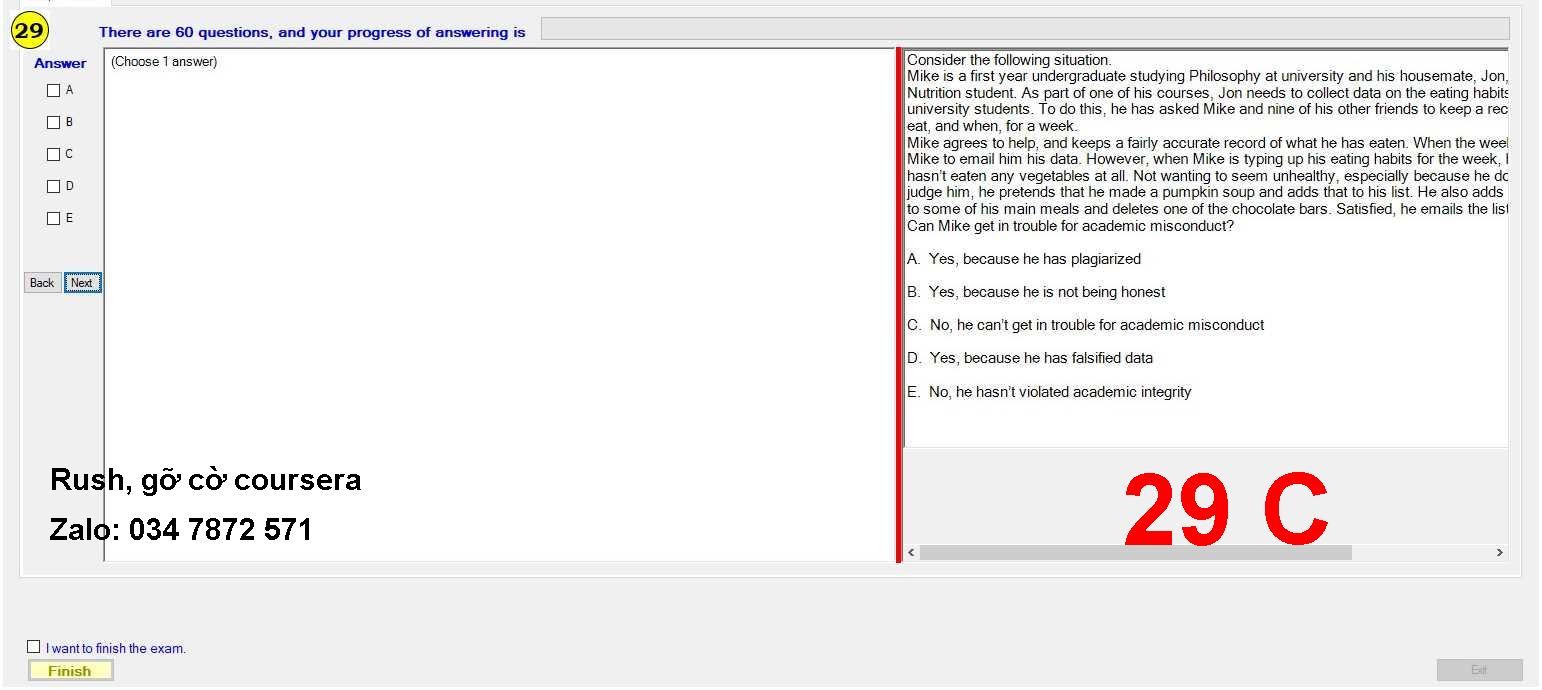 29
There are 60 questions, and your progress of answering is
Answer
A
B
C
D
E
Back Next
(Choose 1 answer)
Consider the following situation.
Mike is a first year undergraduate studying Philosophy at university and his housemate, Jon,
Nutrition student. As part of one of his courses, Jon needs to collect data on the eating habits
university students. To do this, he has asked Mike and nine of his other friends to keep a rec
eat, and when, for a week.
Mike agrees to help, and keeps a fairly accurate record of what he has eaten. When the wee
Mike to email him his data. However, when Mike is typing up his eating habits for the week,
hasn't eaten any vegetables at all. Not wanting to seem unhealthy, especially because he do
judge him, he pretends that he made a pumpkin soup and adds that to his list. He also adds
to some of his main meals and deletes one of the chocolate bars. Satisfied, he emails the list
Can Mike get in trouble for academic misconduct?
A. Yes, because he has plagiarized
B. Yes, because he is not being honest
C. No, he can't get in trouble for academic misconduct
D. Yes, because he has falsified data
E. No, he hasn't violated academic integrity
Rush, gỡ cờ coursera
Zalo: 034 7872 571
29 C
I want to finish the exam.
Finish
Exit